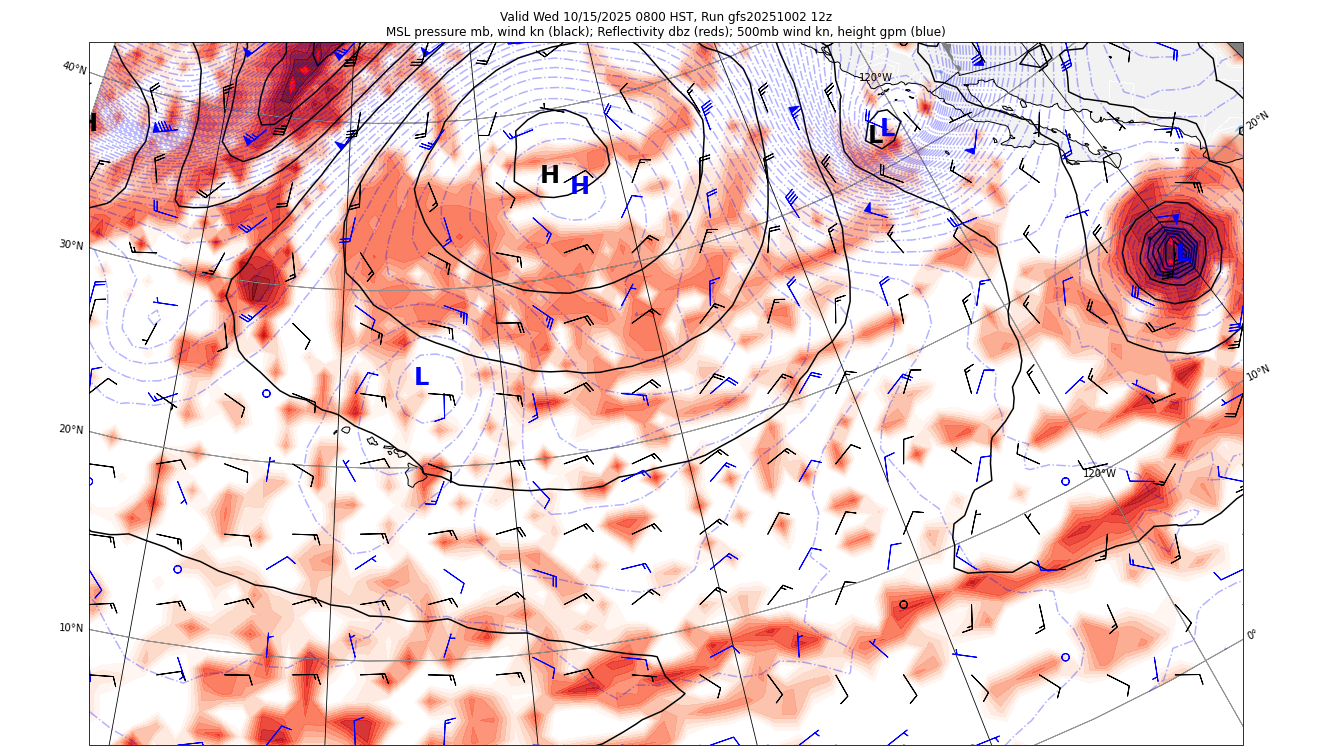 Valid Wed 10/15/2025 0800 HST, Run gfs20251002 12z
MSL pressure mb, wind kn (black); Reflectivity dbz (reds); 500mb wind kn, height gpm (blue)
40°N
120°W
20°N
H
L
L
H
H
30°N
L
L
10°N
20°N
120°W
10°N
0°